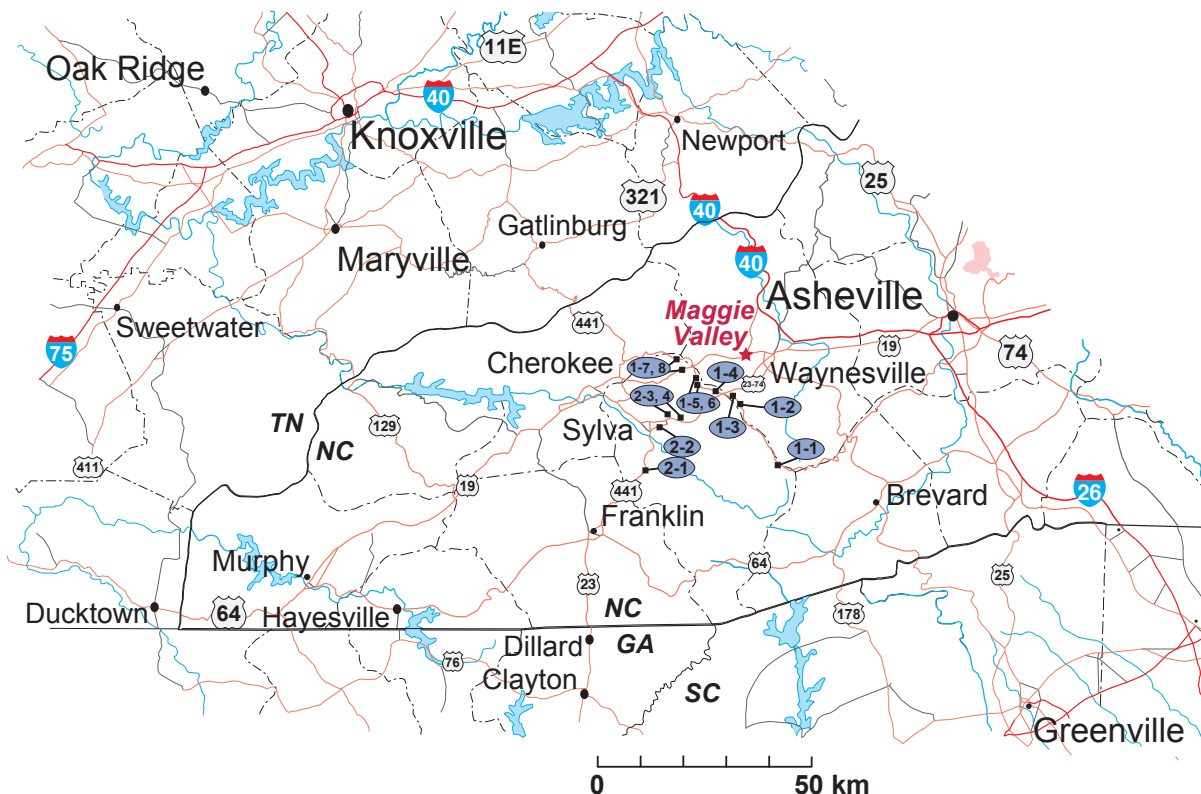 11E
Oak Ridge
40
Knoxville
Newport
25
321
40
Gatlinburg
Maryville
40
Asheville
Maggie
Valley
Sweetwater
441
75
19
74
Cherokee
1-7, 8
1-4
Waynesville
23-74
2-3, 4
1-5, 6
1-2
TN
129
Sylva
1-3
NC
2-2
1-1
411
2-1
19
441
26
Brevard
Franklin
Murphy
64
25
23
Ducktown
64
Hayesville
NC
178
Dillard
GA
76
Clayton
SC
Greenville
0
50 km